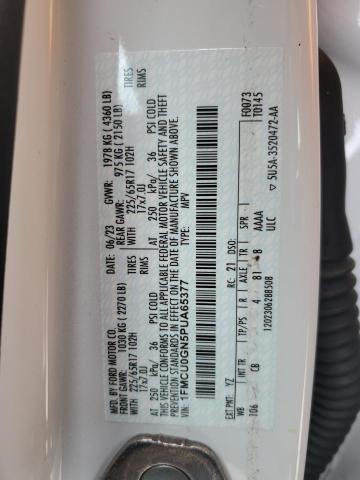 MFD. BY FORD MOTOR CO.
DATE: 06/23 GVWR: 1978 KG ( 4360 LB)
FRONT GAWR: 1030 KG ( 2270 LB) REAR GAWR: 975 KG ( 2150 LB)
WITH 225/65R17 102H TIRES WITH 225/65R17 102H TIRES
17x7.0J RIMS 17x7.0J RIMS
AT 250 kPa/ 36 PSI COLD AT 250 kPa/ 36 PSI COLD
THIS VEHICLE CONFORMS TO ALL APPLICABLE FEDERAL MOTOR VEHICLE SAFETY AND THEFT
PREVENTION STANDARDS IN EFFECT ON THE DATE OF MANUFACTURE SHOWN ABOVE.
VIN: 1FMCU0GN5PUA65377 TYPE: MPV
F0073
EXT PNT: YZ RC: 21 DSO: T0145
WB INT TR TP/PS R AXLE TR SPR
106 CB 4 81 8 AAAA
ULC
1202306288508 5U5A-3520472-AA